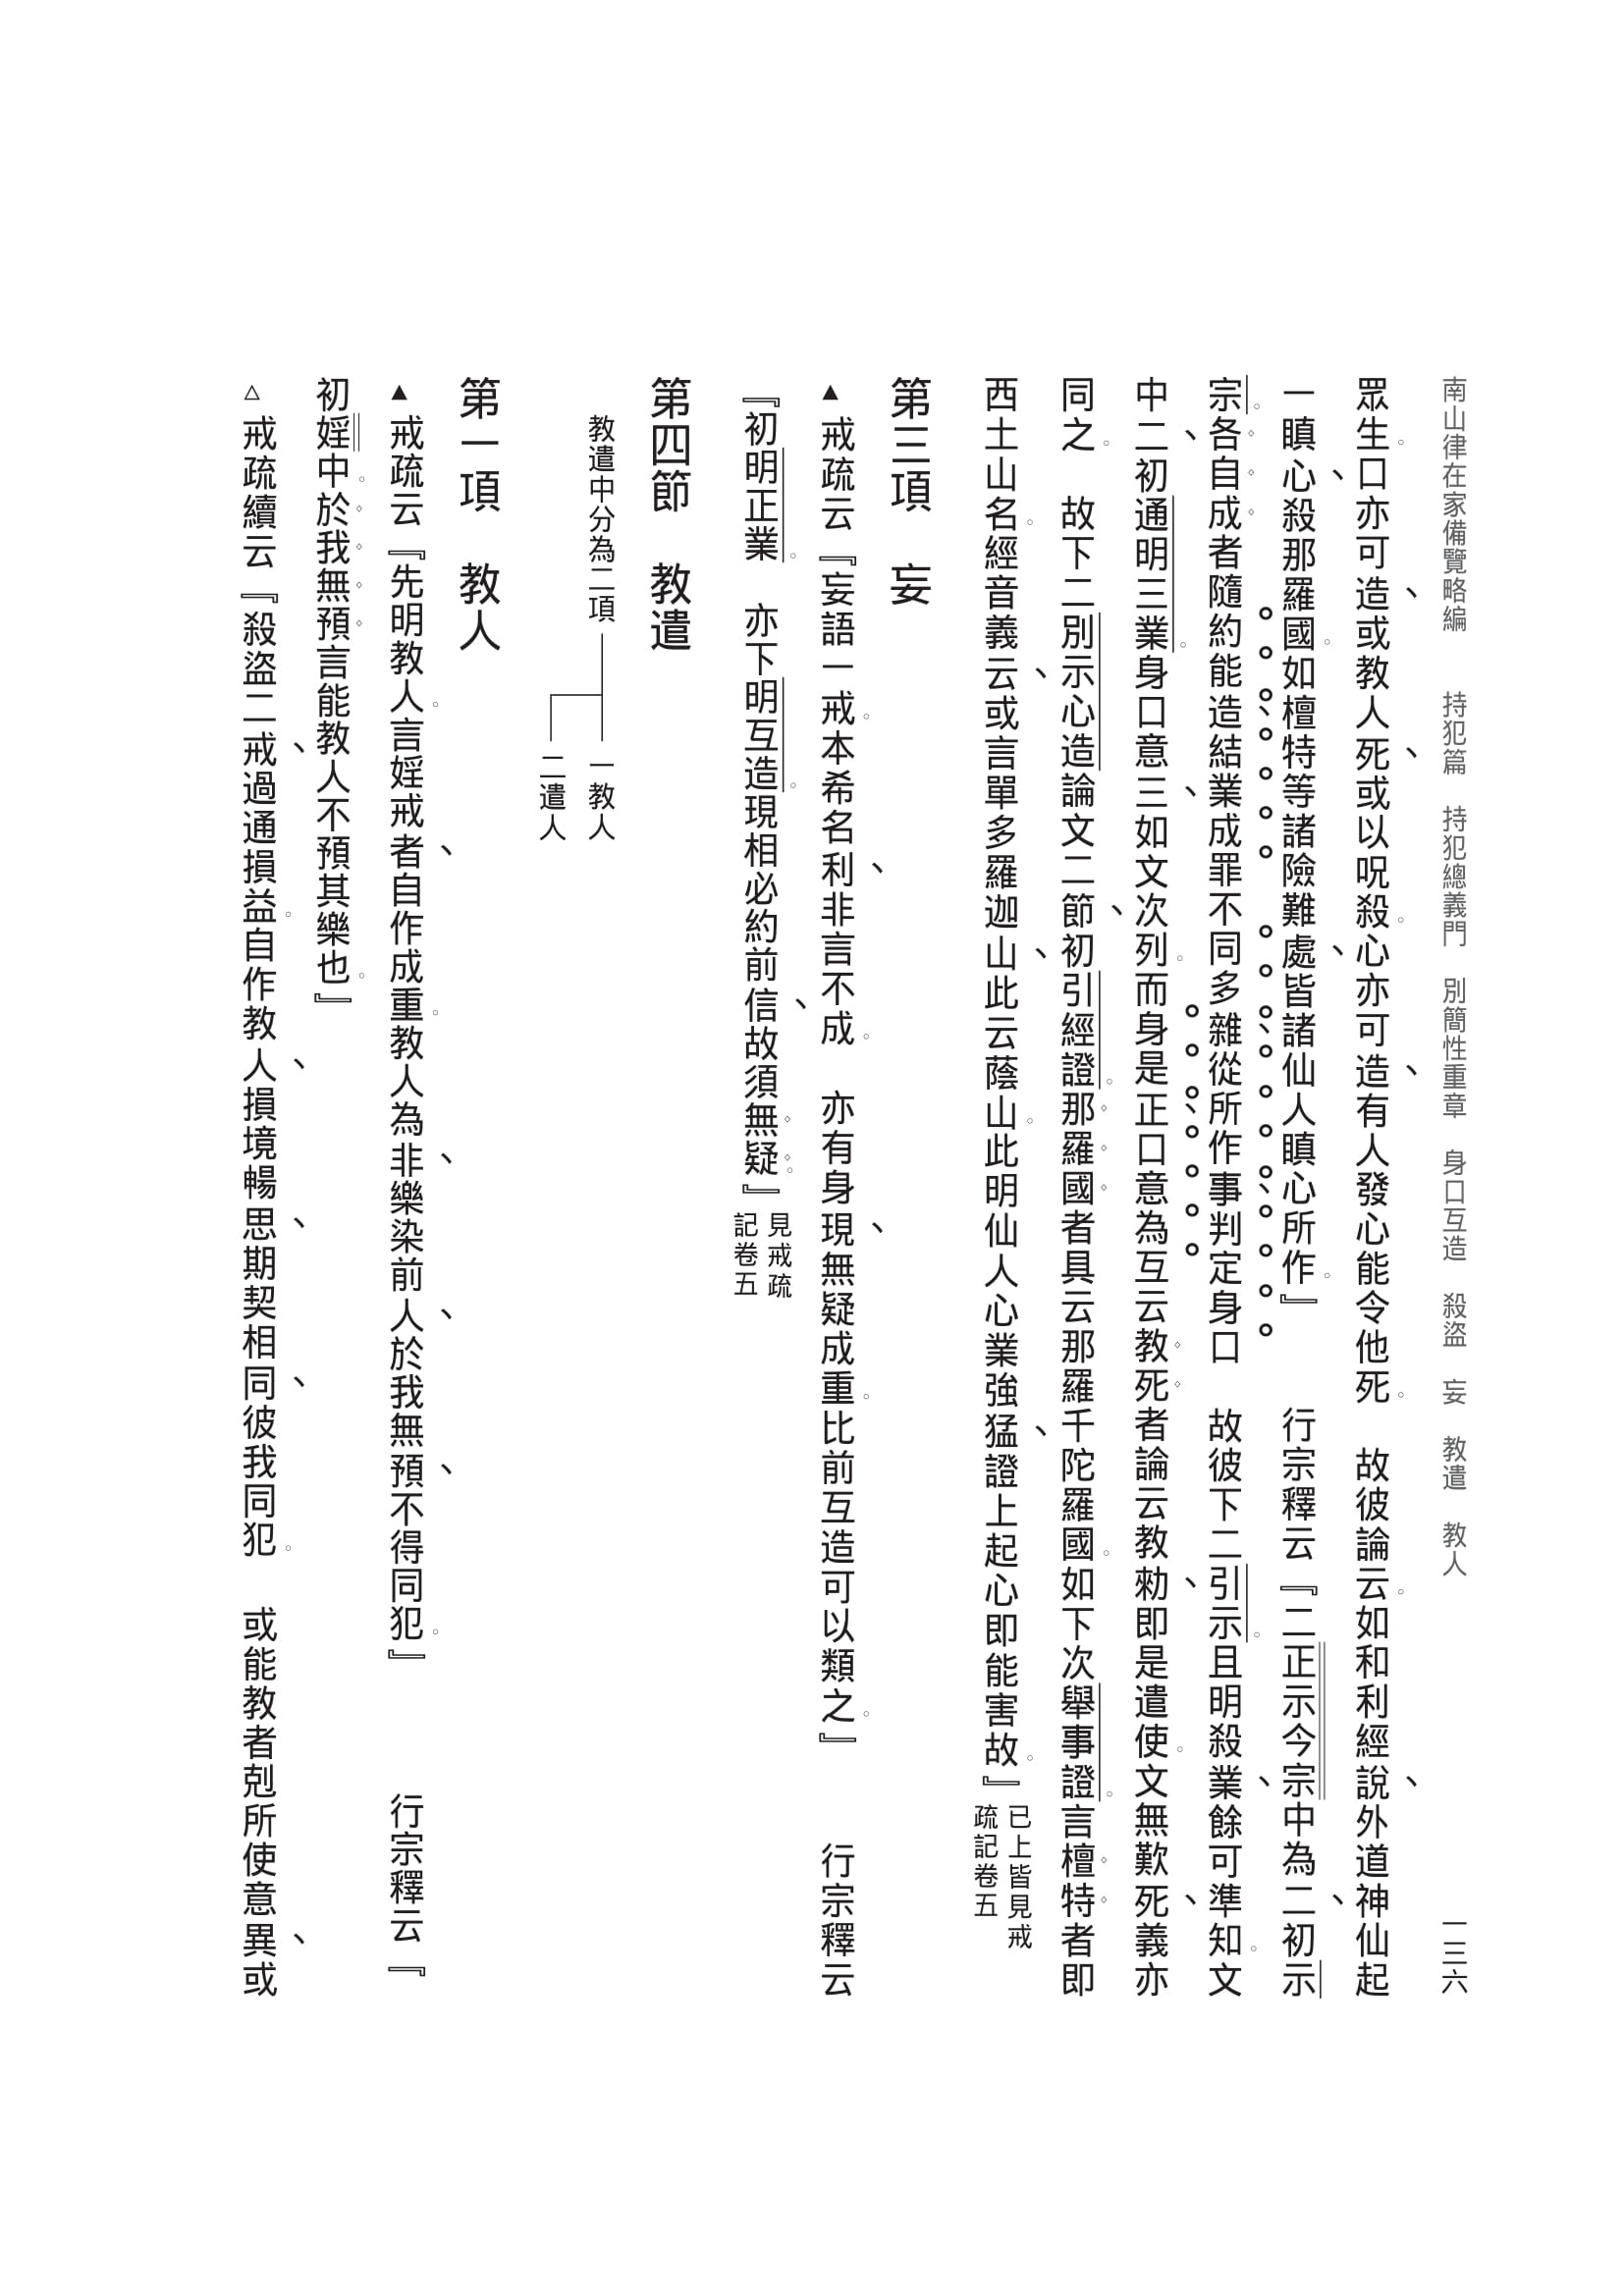 南山律在家備覽略編　持犯篇　持犯總義門　別簡性重章　身口互造　殺盜　妄　教遣　教人　一三六
眾生。口亦可造、或教人死、或以呪殺。心亦可造、有人發心能令他死。　故彼論云。如和利經說、外道神仙起
一瞋心、殺那羅國。如檀特等諸險難處、皆諸仙人瞋心所作。』　　行宗釋云『二正示今宗中為二、初示
宗。各自成者隨約能造結業成罪不同多雜從所作事判定身口　故彼下二引示。且明殺業、餘可準知。文
中二、初通明三業。身口意三、如文次列。而身是正口意為互云教死者論云教勑、即是遣使。文無歎死、義亦
同之。　故下二別示心造論文二節、初引經證。那羅國者具云那羅千陀羅國。如下次舉事證。言檀特者即
西土山名。經音義云、或言單多羅迦山、此云蔭山。此明仙人心業強猛、證上起心即能害故。』已上皆見戒疏記卷五
第三項　妄
▲戒疏云『妄語一戒。本希名利、非言不成。　亦有身現、無疑成重。比前互造可以類之。』　　行宗釋云
『初明正業。　亦下明互造。現相必約前信、故須無疑。』見戒疏記卷五
第四節　教遣
教遣中分為二項
一教人
二遣人
第一項　教人
▲戒疏云『先明教人。言婬戒者、自作成重。教人為非、樂染前人、於我無預、不得同犯。』　　行宗釋云『
初婬中。於我無預言能教人不預其樂也。』
△戒疏續云『殺盜二戒、過通損益。自作教人、損境暢思、期契相同、彼我同犯。　或能教者剋所使意異、或